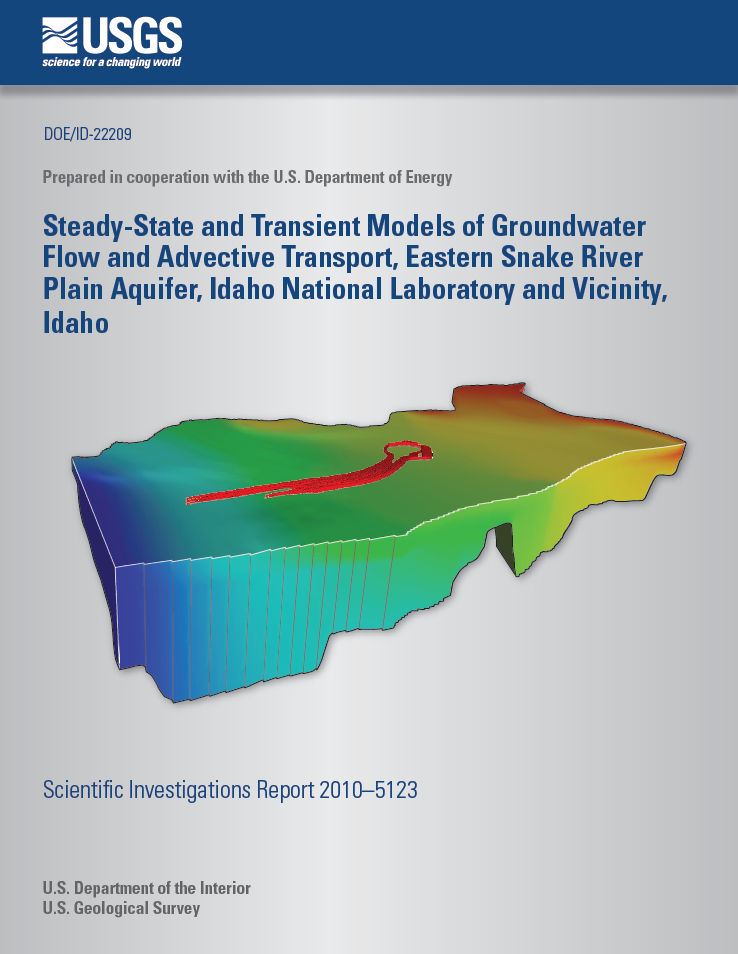 USGS
science for a changing world
DOE/ID-22209
Prepared in cooperation with the U.S. Department of Energy
Steady-State and Transient Models of Groundwater
Flow and Advective Transport, Eastern Snake River
Plain Aquifer, Idaho National Laboratory and Vicinity,
Idaho
Scientific Investigations Report 2010–5123
U.S. Department of the Interior
U.S. Geological Survey